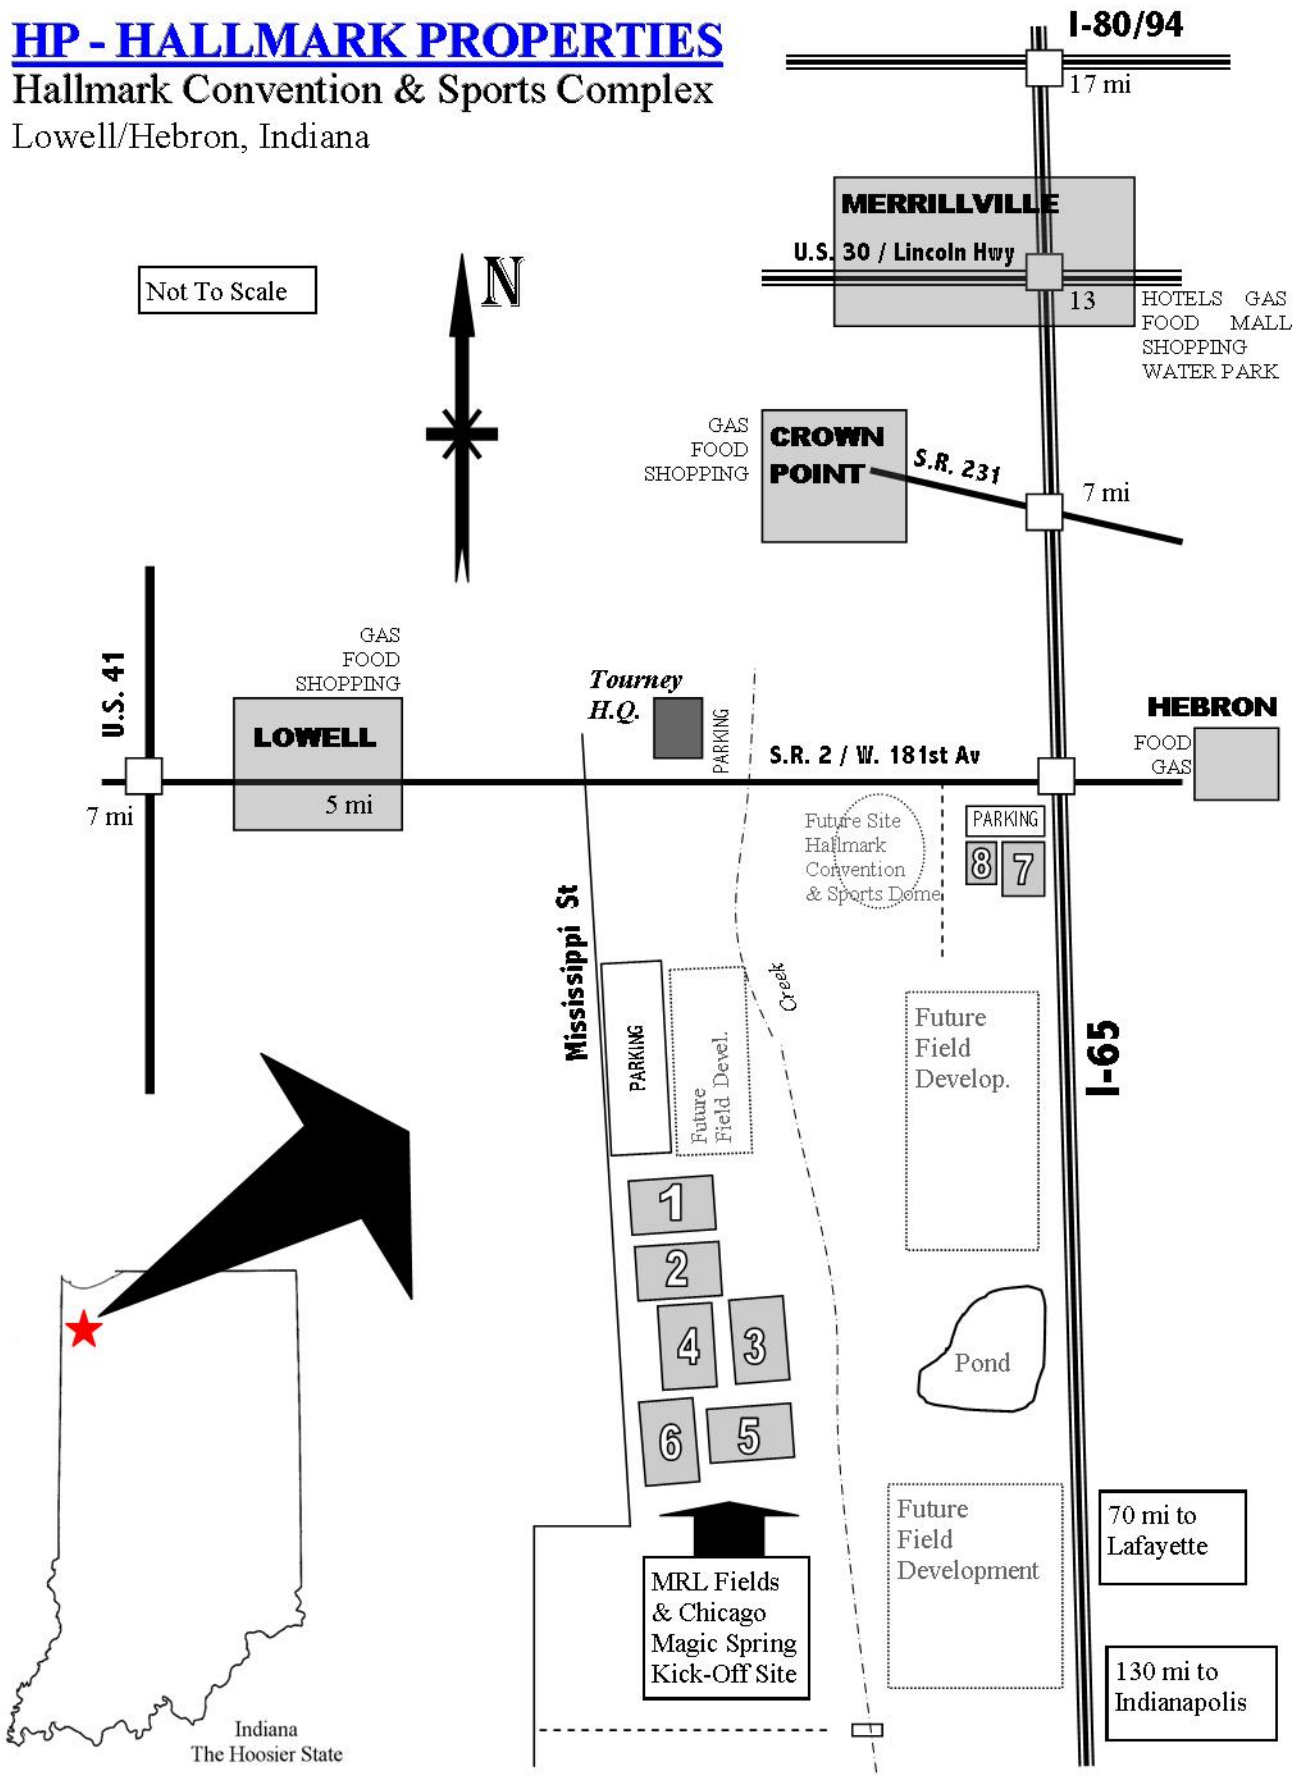 HP - HALLMARK PROPERTIES
Hallmark Convention & Sports Complex
Lowell/Hebron, Indiana
I-80/94
17 mi
MERRILLVILLE
U.S. 30 / Lincoln Hwy
13
HOTELS GAS
FOOD MALL
SHOPPING
WATER PARK
Not To Scale
N
GAS
FOOD
SHOPPING
CROWN
POINT
S.R. 231
7 mi
U.S. 41
GAS
FOOD
SHOPPING
LOWELL
7 mi
5 mi
Tourney
H.Q.
PARKING
S.R. 2 / W. 181st Av
HEBRON
FOOD
GAS
Future Site
Hallmark
Convention
& Sports Dome
PARKING
8
7
Mississippi St
PARKING
Future
Field Devel.
Creek
Future
Field
Develop.
I-65
1
2
4
3
6
5
Pond
MRL Fields
& Chicago
Magic Spring
Kick-Off Site
Future
Field
Development
70 mi to
Lafayette
130 mi to
Indianapolis
Indiana
The Hoosier State